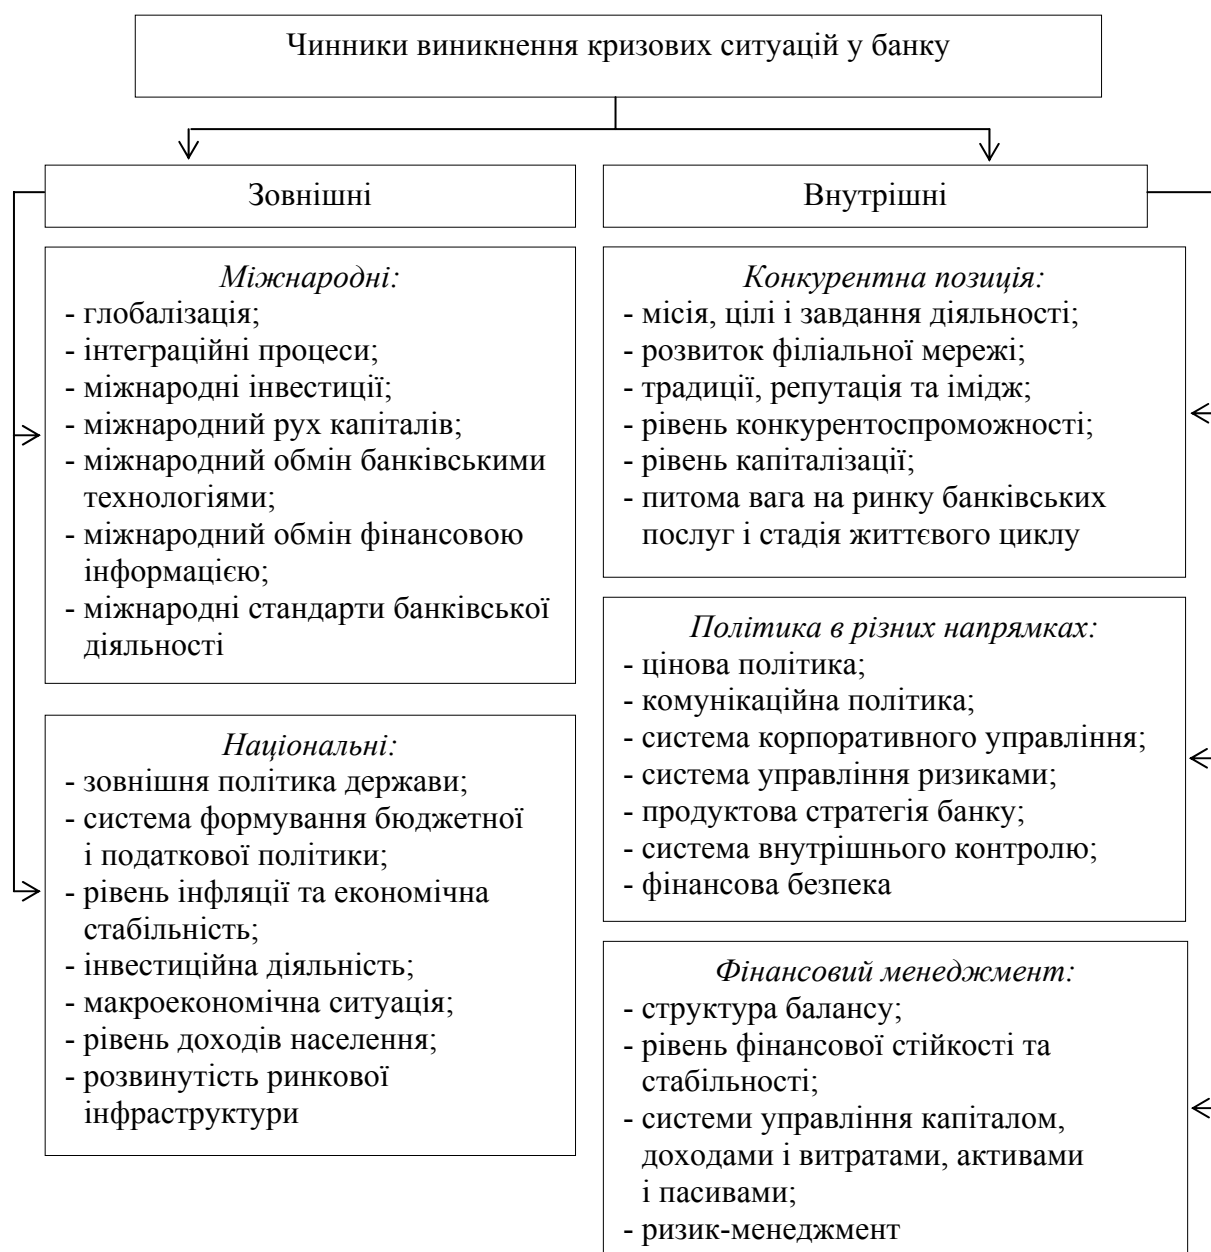 Чинники виникнення кризових ситуацій у банку
Зовнішні
Міжнародні:
- глобалізація;
- інтеграційні процеси;
- міжнародні інвестиції;
- міжнародний рух капіталів;
- міжнародний обмін банківськими
технологіями;
- міжнародний обмін фінансовою
інформацією;
- міжнародні стандарти банківської
діяльності
Національні:
- зовнішня політика держави;
- система формування бюджетної
і податкової політики;
- рівень інфляції та економічна
стабільність;
- інвестиційна діяльність;
- макроекономічна ситуація;
- рівень доходів населення;
- розвинутість ринкової
інфраструктури
Внутрішні
Конкурентна позиція:
- місія, цілі і завдання діяльності;
- розвиток філіальної мережі;
- традиції, репутація та імідж;
- рівень конкурентоспроможності;
- рівень капіталізації;
- питома вага на ринку банківських
послуг і стадія життєвого циклу
Політика в різних напрямках:
- цінова політика;
- комунікаційна політика;
- система корпоративного управління;
- система управління ризиками;
- продуктова стратегія банку;
- система внутрішнього контролю;
- фінансова безпека
Фінансовий менеджмент:
- структура балансу;
- рівень фінансової стійкості та
стабільності;
- системи управління капіталом,
доходами і витратами, активами
і пасивами;
- ризик-менеджмент